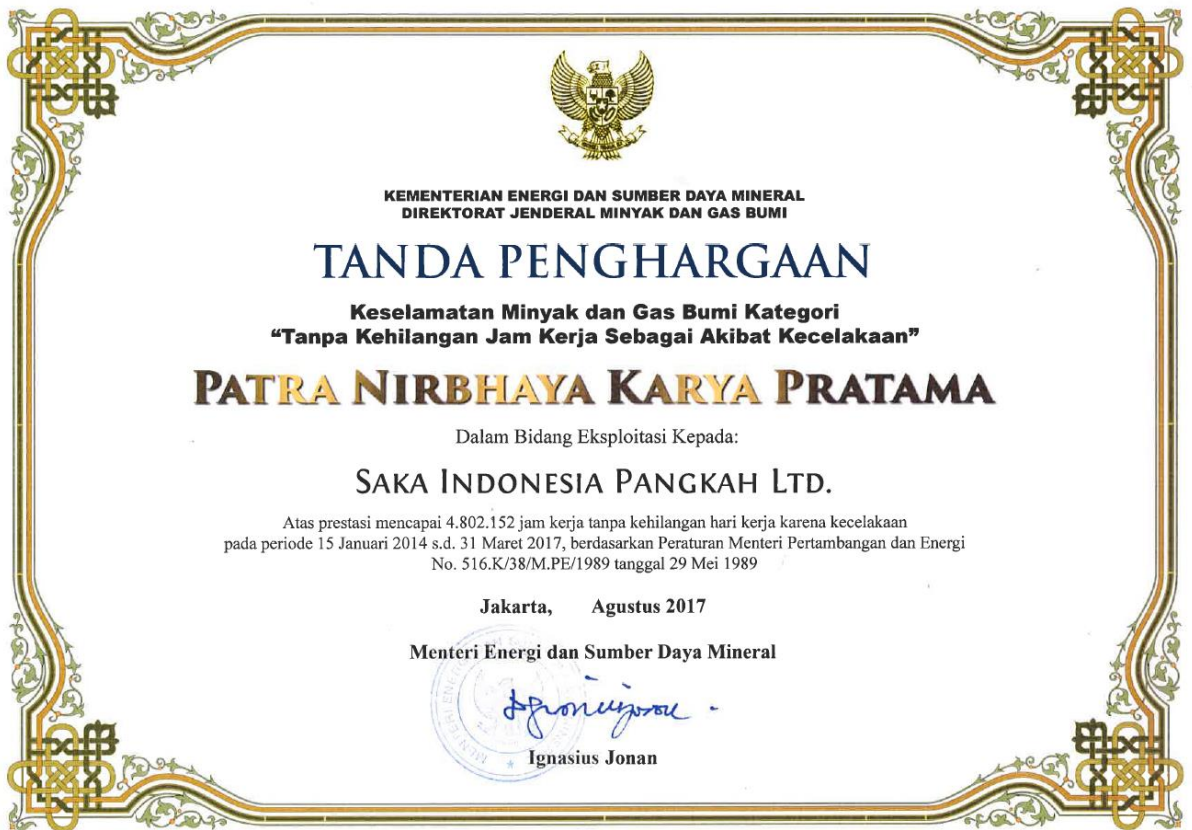 KEMENTERIAN ENERGI DAN SUMBER DAYA MINERAL
DIREKTORAT JENDERAL MINYAK DAN GAS BUMI
TANDA PENGHARGAAN
Keselamatan Minyak dan Gas Bumi Kategori
“Tanpa Kehilangan Jam Kerja Sebagai Akibat Kecelakaan”
PATRA NIRBHAYA KARYA PRATAMA
Dalam Bidang Eksploitasi Kepada:
SAKA INDONESIA PANGKAH LTD.
Atas prestasi mencapai 4.802.152 jam kerja tanpa kehilangan hari kerja karena kecelakaan
pada periode 15 Januari 2014 s.d. 31 Maret 2017, berdasarkan Peraturan Menteri Pertambangan dan Energi
No. 516.K/38/M.PE/1989 tanggal 29 Mei 1989
Jakarta, Agustus 2017
Menteri Energi dan Sumber Daya Mineral
Ignasius Jonan